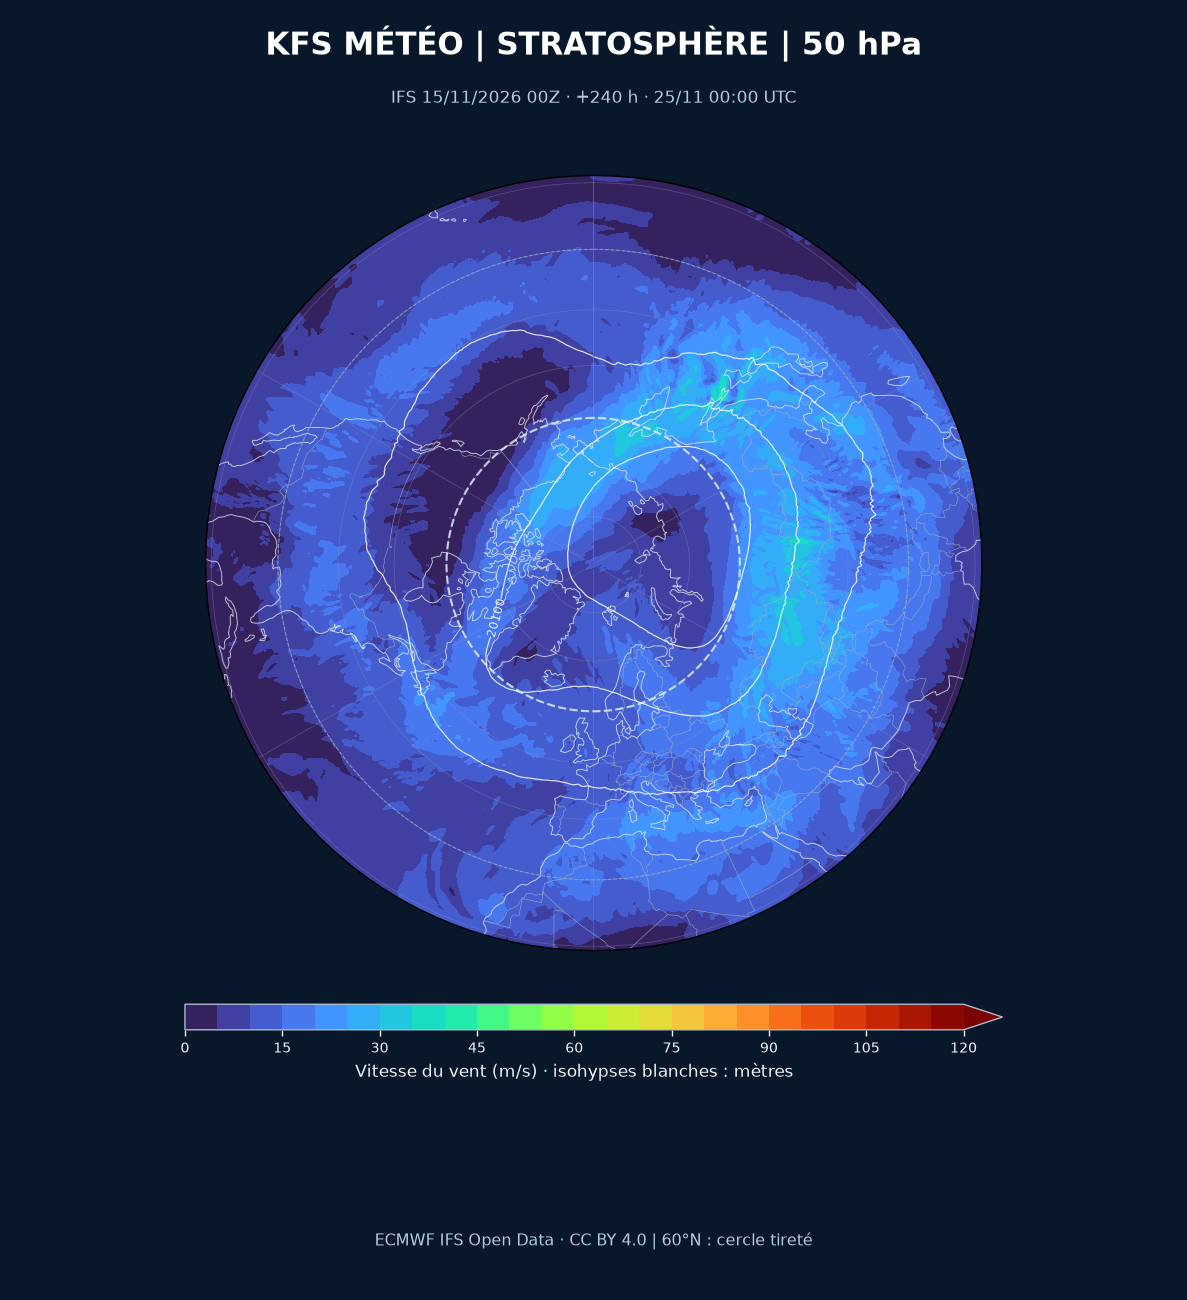 KFS MÉTÉO | STRATOSPHÈRE | 50 hPa
IFS 15/11/2026 00Z · +240 h · 25/11 00:00 UTC
20100
0 15 30 45 60 75 90 105 120
Vitesse du vent (m/s) · isohypses blanches : mètres
ECMWF IFS Open Data · CC BY 4.0 | 60°N : cercle tireté